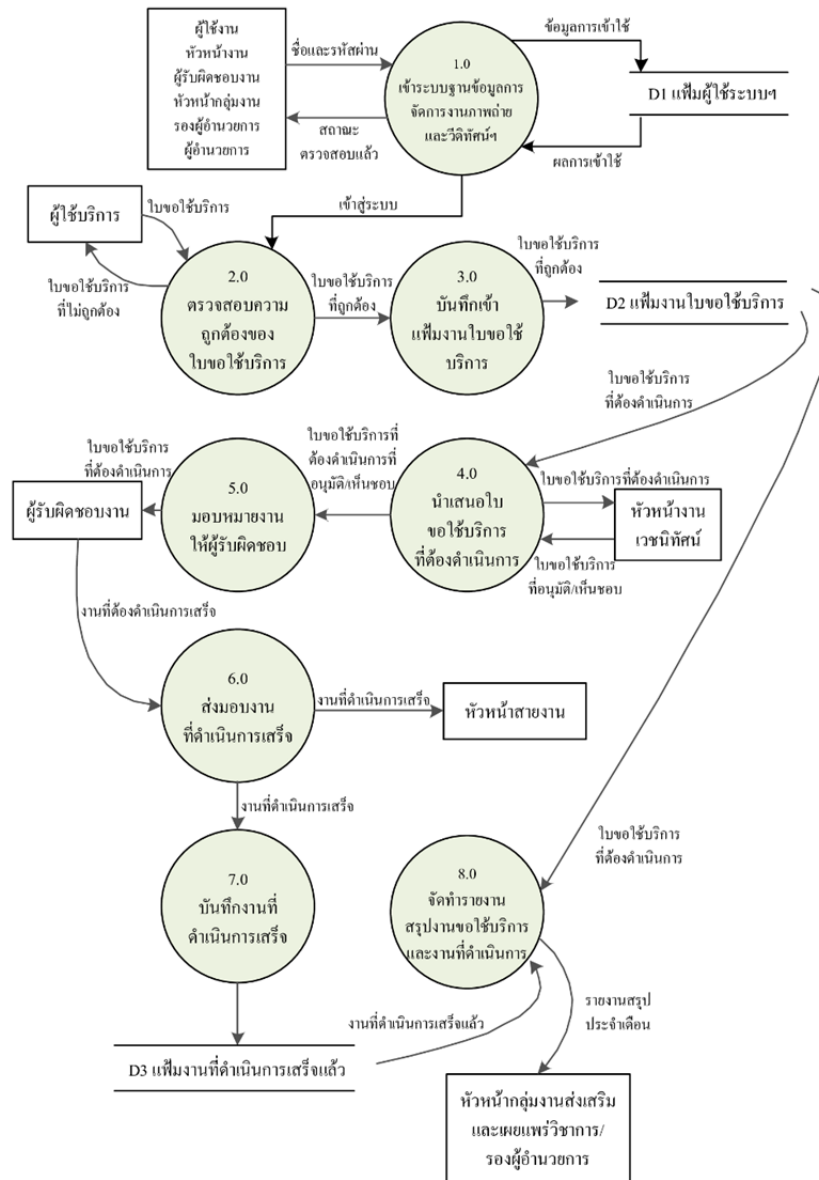 ผู้ใช้งาน
หัวหน้างาน
ผู้รับผิดชอบงาน
หัวหน้ากลุ่มงาน
รองผู้อำนวยการ
ผู้อำนวยการ
ชื่อและรหัสผ่าน
สถานะ
ตรวจสอบแล้ว
1.0
เข้าระบบฐานข้อมูลการ
จัดการงานภาพถ่าย
และวีดิทัศน์ฯ
ข้อมูลการเข้าใช้
D1 แฟ้มผู้ใช้ระบบฯ
ผลการเข้าใช้
เข้าสู่ระบบ
ผู้ใช้บริการ
ใบขอใช้บริการ
ใบขอใช้บริการ
ที่ไม่ถูกต้อง
2.0
ตรวจสอบความ
ถูกต้องของ
ใบขอใช้บริการ
ใบขอใช้บริการ
ที่ถูกต้อง
3.0
บันทึกเข้า
แฟ้มงานใบขอใช้
บริการ
ใบขอใช้บริการ
ที่ถูกต้อง
D2 แฟ้มงานใบขอใช้บริการ
ใบขอใช้บริการ
ที่ต้องดำเนินการ
ใบขอใช้บริการ
ที่ต้องดำเนินการ
ผู้รับผิดชอบงาน
5.0
มอบหมายงาน
ให้ผู้รับผิดชอบ
ใบขอใช้บริการที่
ต้องดำเนินการที่
อนุมัติ/เห็นชอบ
4.0
นำเสนอใบ
ขอใช้บริการ
ที่ต้องดำเนินการ
ใบขอใช้บริการที่ต้องดำเนินการ
หัวหน้างาน
เวชนิทัศน์
ใบขอใช้บริการ
ที่อนุมัติ/เห็นชอบ
งานที่ต้องดำเนินการเสร็จ
6.0
ส่งมอบงาน
ที่ดำเนินการเสร็จ
งานที่ดำเนินการเสร็จ
หัวหน้าสายงาน
งานที่ดำเนินการเสร็จ
7.0
บันทึกงานที่
ดำเนินการเสร็จ
8.0
จัดทำรายงาน
สรุปงานขอใช้บริการ
และงานที่ดำเนินการ
ใบขอใช้บริการ
ที่ต้องดำเนินการ
D3 แฟ้มงานที่ดำเนินการเสร็จแล้ว
งานที่ดำเนินการเสร็จแล้ว
รายงานสรุป
ประจำเดือน
หัวหน้ากลุ่มงานส่งเสริม
และเผยแพร่วิชาการ/
รองผู้อำนวยการ